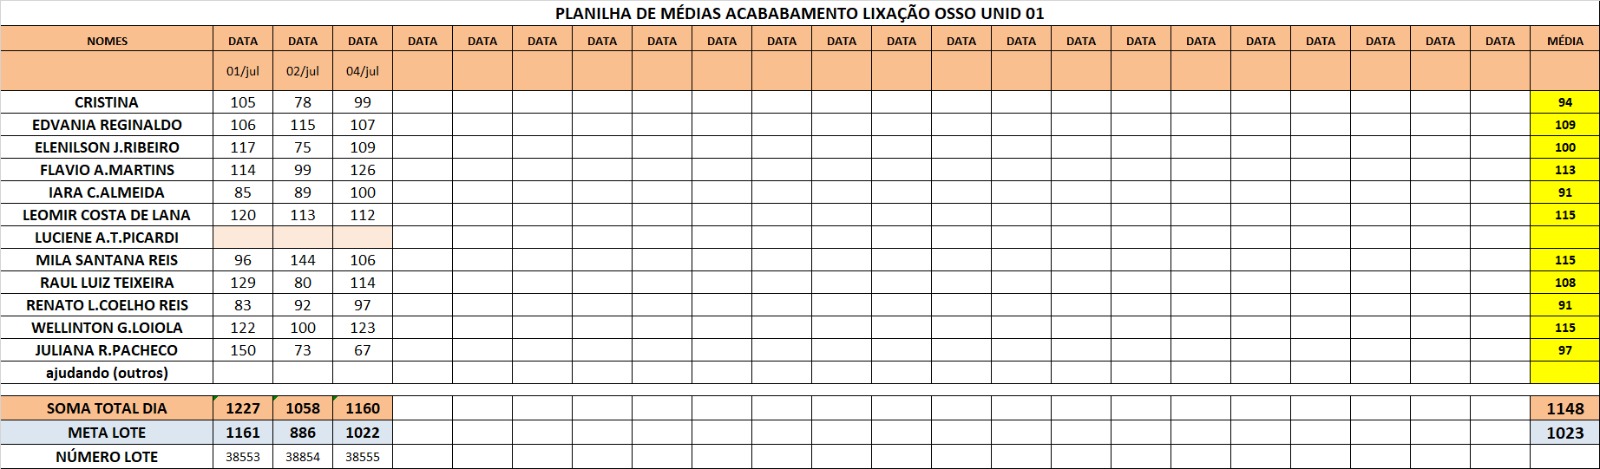 PLANILHA DE MÉDIAS ACABABAMENTO LIXAÇÃO OSSO UNID 01
NOMES DATA DATA DATA DATA DATA DATA DATA DATA DATA DATA DATA DATA DATA DATA DATA DATA DATA DATA DATA DATA DATA DATA MÉDIA
01/jul 02/jul 04/jul
CRISTINA 105 78 99 94
EDVANIA REGINALDO 106 115 107 109
ELENILSON J.RIBEIRO 117 75 109 100
FLAVIO A.MARTINS 114 99 126 113
IARA C.ALMEIDA 85 89 100 91
LEOMIR COSTA DE LANA 120 113 112 115
LUCIENE A.T.PICARDI
MILA SANTANA REIS 96 144 106 115
RAUL LUIZ TEIXEIRA 129 80 114 108
RENATO L.COELHO REIS 83 92 97 91
WELLINTON G.LOIOLA 122 100 123 115
JULIANA R.PACHECO 150 73 67 97
ajudando (outros)
SOMA TOTAL DIA 1227 1058 1160 1148
META LOTE 1161 886 1022 1023
NÚMERO LOTE 38553 38854 38555